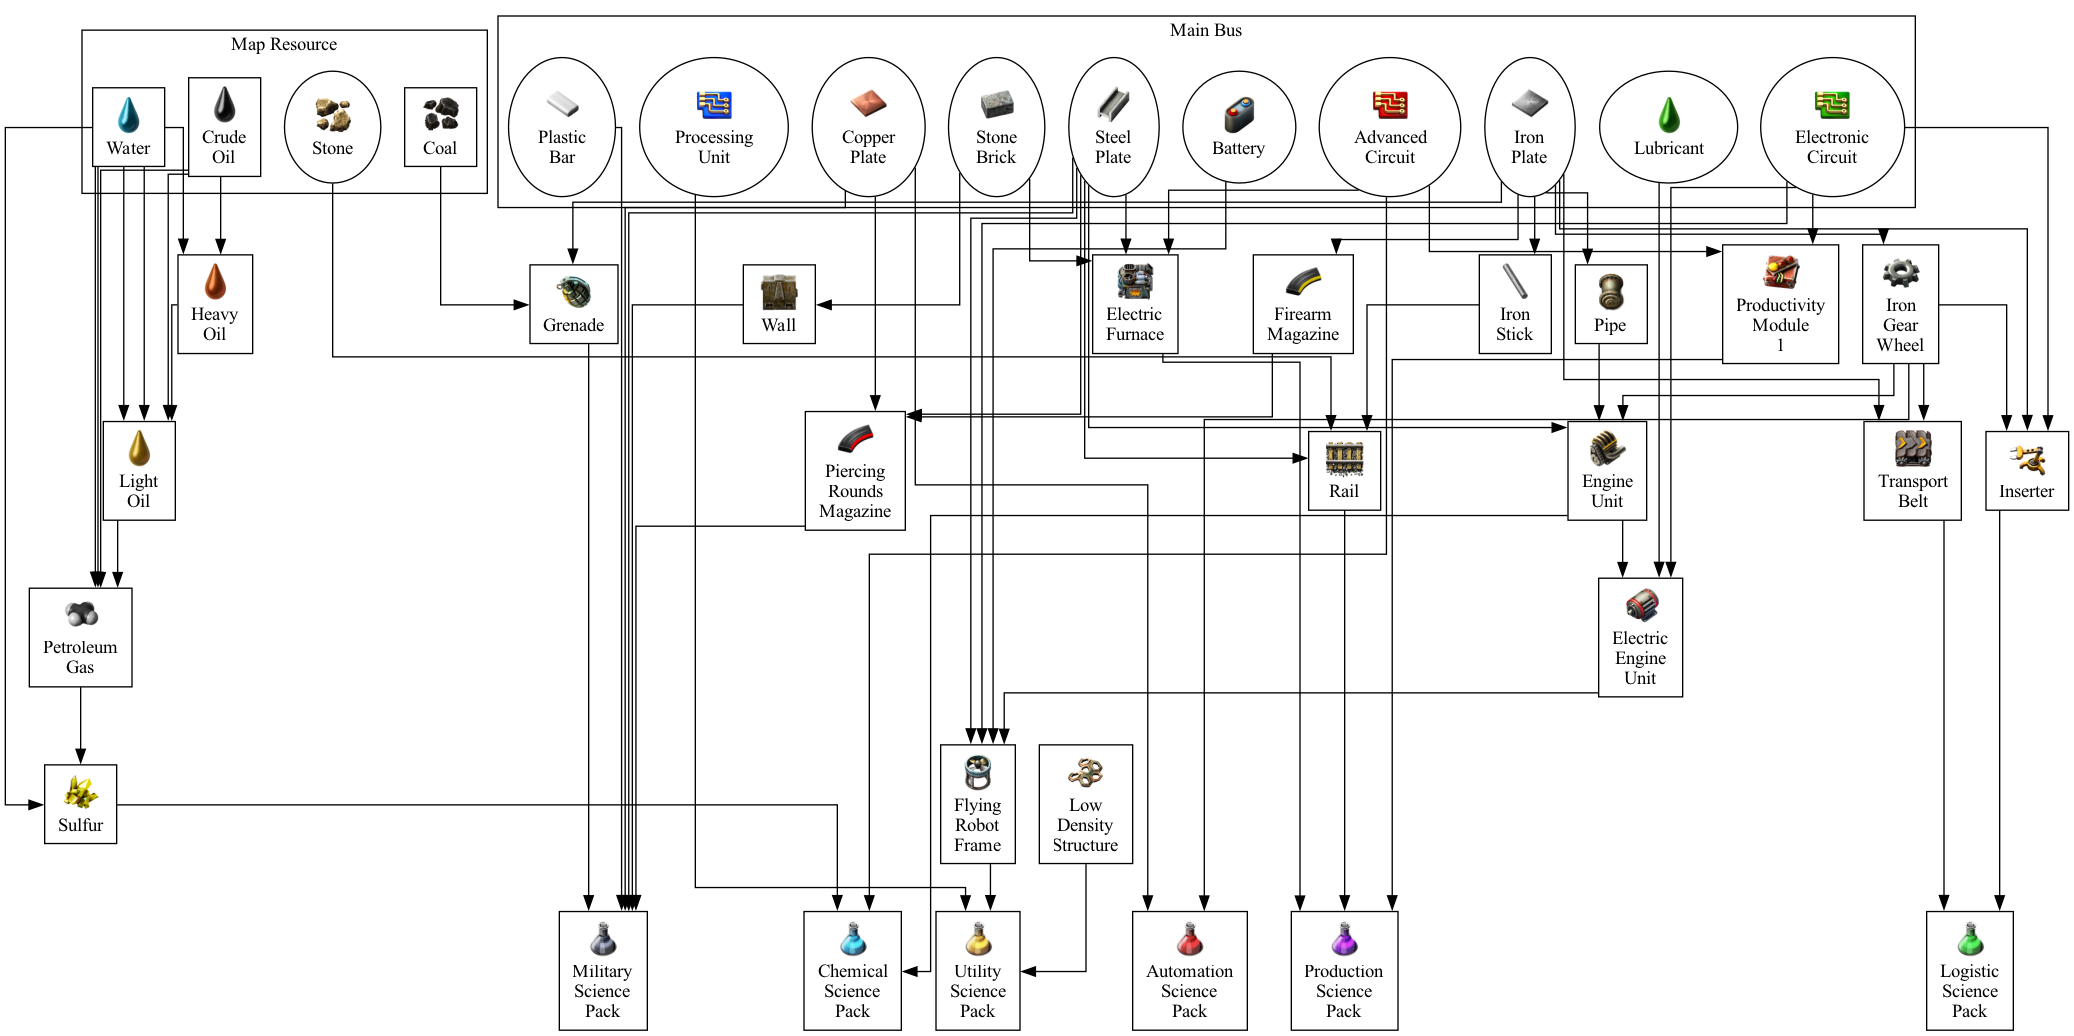 Map Resource
Main Bus
Water
Crude
Oil
Stone
Coal
Plastic
Bar
Processing
Unit
Copper
Plate
Stone
Brick
Steel
Plate
Battery
Advanced
Circuit
Iron
Plate
Lubricant
Electronic
Circuit
Heavy
Oil
Grenade
Wall
Electric
Furnace
Firearm
Magazine
Iron
Stick
Pipe
Productivity
Module
1
Iron
Gear
Wheel
Light
Oil
Piercing
Rounds
Magazine
Rail
Engine
Unit
Transport
Belt
Inserter
Petroleum
Gas
Electric
Engine
Unit
Sulfur
Flying
Robot
Frame
Low
Density
Structure
Military
Science
Pack
Chemical
Science
Pack
Utility
Science
Pack
Automation
Science
Pack
Production
Science
Pack
Logistic
Science
Pack